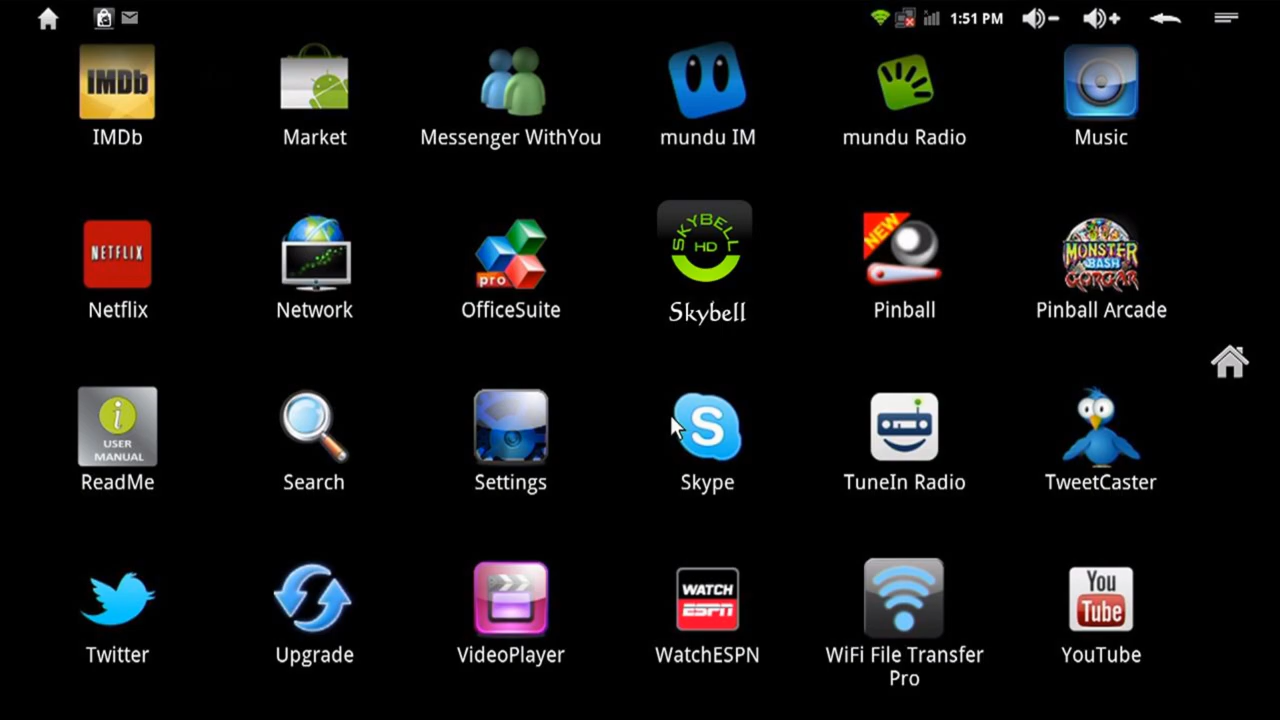 1:51 PM
IMDb
IMDb
Market
Messenger WithYou
mundu IM
mundu Radio
Music
NETFLIX
Netflix
Network
pro
OfficeSuite
SKYBELL
HD
Skybell
NEW
Pinball
MONSTER
BASH
GORGAR
Pinball Arcade
i
USER
MANUAL
ReadMe
Search
Settings
S
Skype
TuneIn Radio
TweetCaster
Twitter
Upgrade
VideoPlayer
WATCH
ESPN
WatchESPN
WiFi File Transfer
Pro
You
Tube
YouTube